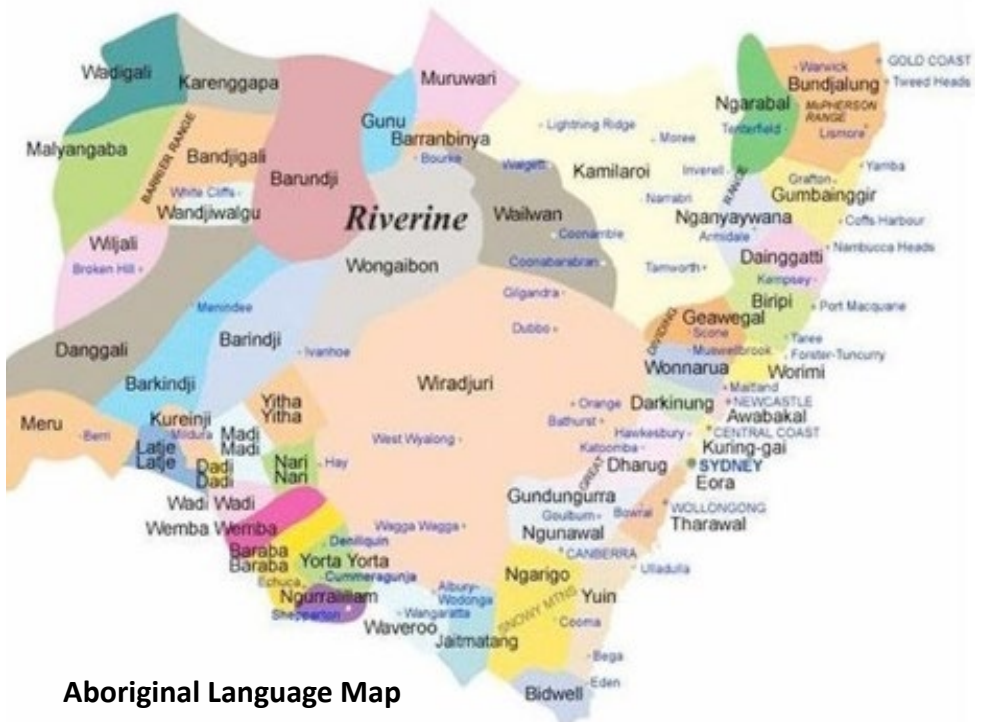 GOLD COAST
Warwick
Wadigali
Muruwari
Bundjalung
Tweed Heads
Karenggapa
Ngarabal
McPHERSON
RANGE
Gunu
Lightning Ridge
Tenterfield
Lismore
Malyangaba
BARRIER RANGE
Bandjigali
Barranbinya
Moree
Bourke
Walgett
Kamilaroi
Inverell
Yamba
Barundji
Grafton
White Cliffs
RANGE
Gumbainggir
Wandjiwalgu
Riverine
Wailwan
Narrabri
Nganyaywana
Coffs Harbour
Wiljali
Coonamble
Armidale
Nambucca Heads
Broken Hill
Wongaibon
Coonabarabran
Tamworth
Dainggatti
Kempsey
Gilgandra
Biripi
Port Macquarie
Menindee
Geawegal
Dubbo
DIVIDING
Scone
Barindji
Taree
Danggali
Ivanhoe
Muswellbrook
Forster-Tuncurry
Wonnarua
Worimi
Barkindji
Wiradjuri
Maitland
Yitha
Yitha
Orange
Darkinung
NEWCASTLE
Meru
Kureinji
Bathurst
Awabakal
Berri
Mildura
Madi
Madi
West Wyalong
Hawkesbury
CENTRAL COAST
Latje
Latje
Katoomba
Kuring-gai
Dadi
Dadi
Nari
Nari
Hay
GREAT
Dharug
SYDNEY
Eora
Wadi Wadi
Gundungurra
Goulburn
Bowral
WOLLONGONG
Wemba Wemba
Wagga Wagga
Ngunawal
Tharawal
Baraba
Baraba
Deniliquin
CANBERRA
Yorta Yorta
Ulladulla
Echuca
Cummeragunja
Ngarigo
Ngurraiillam
Albury-
Wodonga
Yuin
Shepparton
Wangaratta
SNOWY MTNS
Waveroo
Cooma
Jaitmatang
Bega
Eden
Bidwell
Aboriginal Language Map